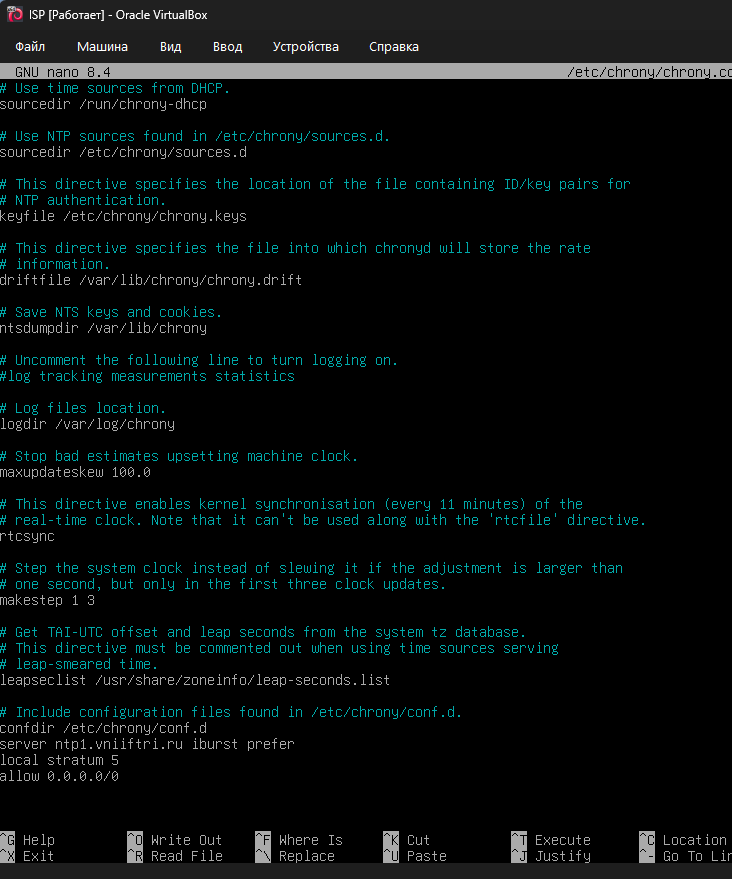 ISP [Работает] - Oracle VirtualBox
Файл Машина Вид Ввод Устройства Справка
GNU nano 8.4 /etc/chrony/chrony.co
# Use time sources from DHCP.
sourcedir /run/chrony-dhcp
# Use NTP sources found in /etc/chrony/sources.d.
sourcedir /etc/chrony/sources.d
# This directive specifies the location of the file containing ID/key pairs for
# NTP authentication.
keyfile /etc/chrony/chrony.keys
# This directive specifies the file into which chronyd will store the rate
# information.
driftfile /var/lib/chrony/chrony.drift
# Save NTS keys and cookies.
ntsdumpdir /var/lib/chrony
# Uncomment the following line to turn logging on.
#log tracking measurements statistics
# Log files location.
logdir /var/log/chrony
# Stop bad estimates upsetting machine clock.
maxupdateskew 100.0
# This directive enables kernel synchronisation (every 11 minutes) of the
# real-time clock. Note that it can't be used along with the 'rtcfile' directive.
rtcsync
# Step the system clock instead of slewing it if the adjustment is larger than
# one second, but only in the first three clock updates.
makestep 1 3
# Get TAI-UTC offset and leap seconds from the system tz database.
# This directive must be commented out when using time sources serving
# leap-smeared time.
leapseclist /usr/share/zoneinfo/leap-seconds.list
# Include configuration files found in /etc/chrony/conf.d.
confdir /etc/chrony/conf.d
server ntp1.vniiftri.ru iburst prefer
local stratum 5
allow 0.0.0.0/0
^G Help ^O Write Out ^F Where Is ^K Cut ^T Execute ^C Location
^X Exit ^R Read File ^\ Replace ^U Paste ^J Justify ^- Go To Lin